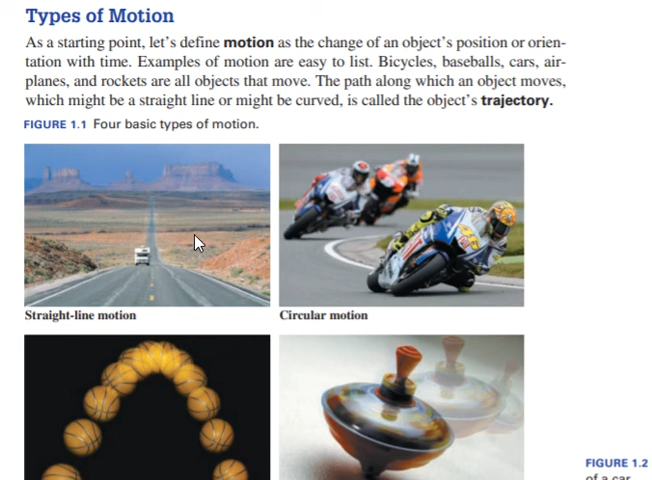 Types of Motion
As a starting point, let's define motion as the change of an object's position or orien-
tation with time. Examples of motion are easy to list. Bicycles, baseballs, cars, air-
planes, and rockets are all objects that move. The path along which an object moves,
which might be a straight line or might be curved, is called the object's trajectory.
FIGURE 1.1 Four basic types of motion.
46
Straight-line motion
Circular motion
FIGURE 1.2
of a car